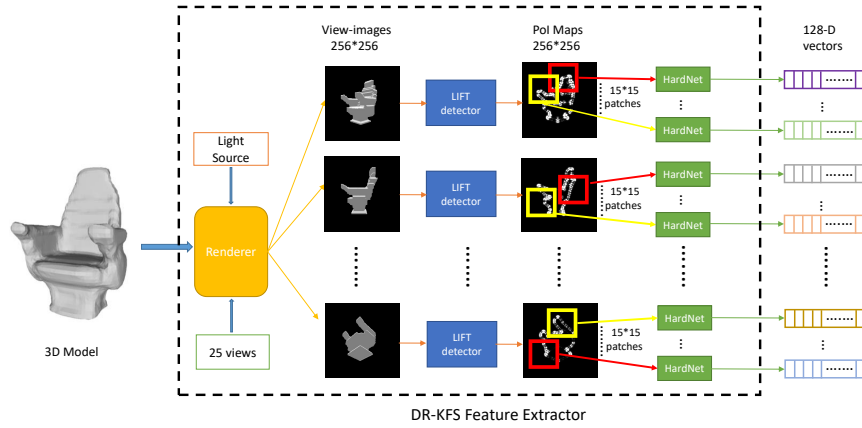 View-images
256*256
PoI Maps
256*256
128-D
vectors
LIFT
detector
HardNet
15*15
patches
HardNet
Light
Source
LIFT
detector
HardNet
15*15
patches
HardNet
Renderer
LIFT
detector
HardNet
15*15
patches
HardNet
3D Model
25 views
DR-KFS Feature Extractor